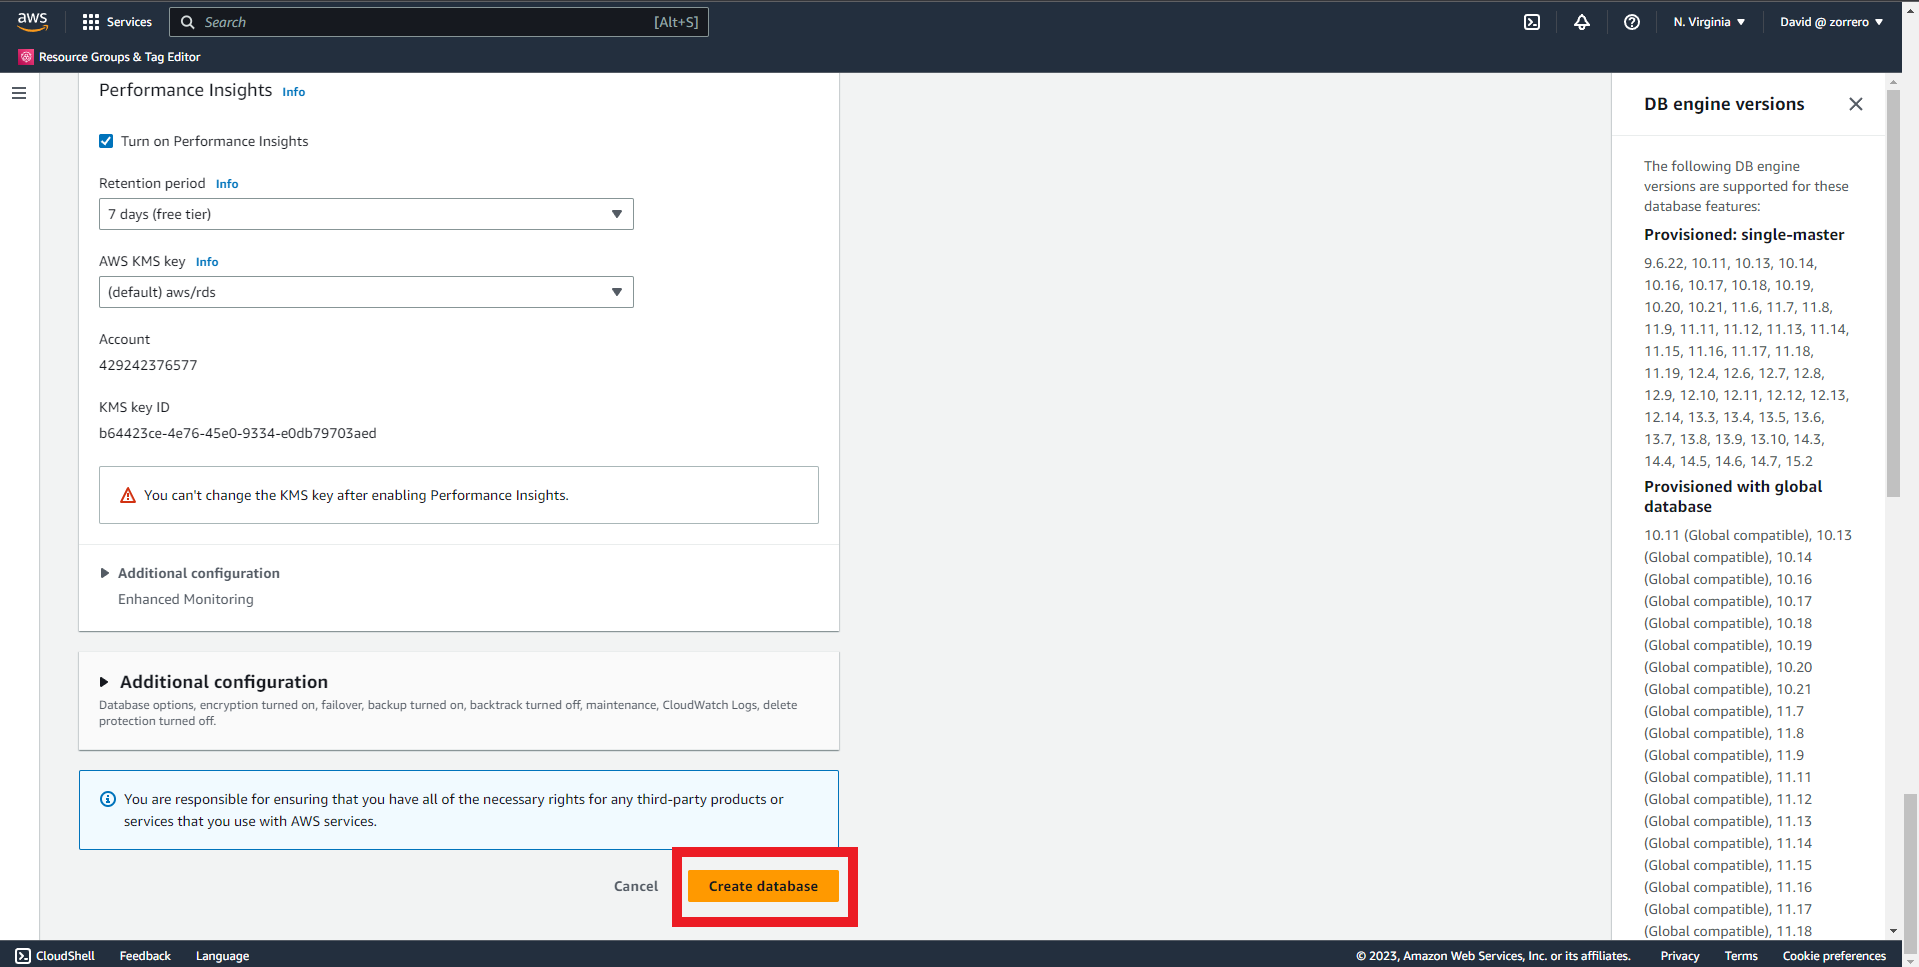 aws
Services
Search
[Alt+S]
N. Virginia
David @ zorrero
Resource Groups & Tag Editor
Performance Insights Info
Turn on Performance Insights
Retention period Info
7 days (free tier)
AWS KMS key Info
(default) aws/rds
Account
429242376577
KMS key ID
b64423ce-4e76-45e0-9334-e0db79703aed
You can't change the KMS key after enabling Performance Insights.
Additional configuration
Enhanced Monitoring
Additional configuration
Database options, encryption turned on, failover, backup turned on, backtrack turned off, maintenance, CloudWatch Logs, delete
protection turned off.
You are responsible for ensuring that you have all of the necessary rights for any third-party products or
services that you use with AWS services.
Cancel
Create database
DB engine versions
The following DB engine
versions are supported for these
database features:
Provisioned: single-master
9.6.22, 10.11, 10.13, 10.14,
10.16, 10.17, 10.18, 10.19,
10.20, 10.21, 11.6, 11.7, 11.8,
11.9, 11.11, 11.12, 11.13, 11.14,
11.15, 11.16, 11.17, 11.18,
11.19, 12.4, 12.6, 12.7, 12.8,
12.9, 12.10, 12.11, 12.12, 12.13,
12.14, 13.3, 13.4, 13.5, 13.6,
13.7, 13.8, 13.9, 13.10, 14.3,
14.4, 14.5, 14.6, 14.7, 15.2
Provisioned with global
database
10.11 (Global compatible), 10.13
(Global compatible), 10.14
(Global compatible), 10.16
(Global compatible), 10.17
(Global compatible), 10.18
(Global compatible), 10.19
(Global compatible), 10.20
(Global compatible), 10.21
(Global compatible), 11.7
(Global compatible), 11.8
(Global compatible), 11.9
(Global compatible), 11.11
(Global compatible), 11.12
(Global compatible), 11.13
(Global compatible), 11.14
(Global compatible), 11.15
(Global compatible), 11.16
(Global compatible), 11.17
(Global compatible), 11.18
CloudShell
Feedback
Language
© 2023, Amazon Web Services, Inc. or its affiliates.
Privacy
Terms
Cookie preferences